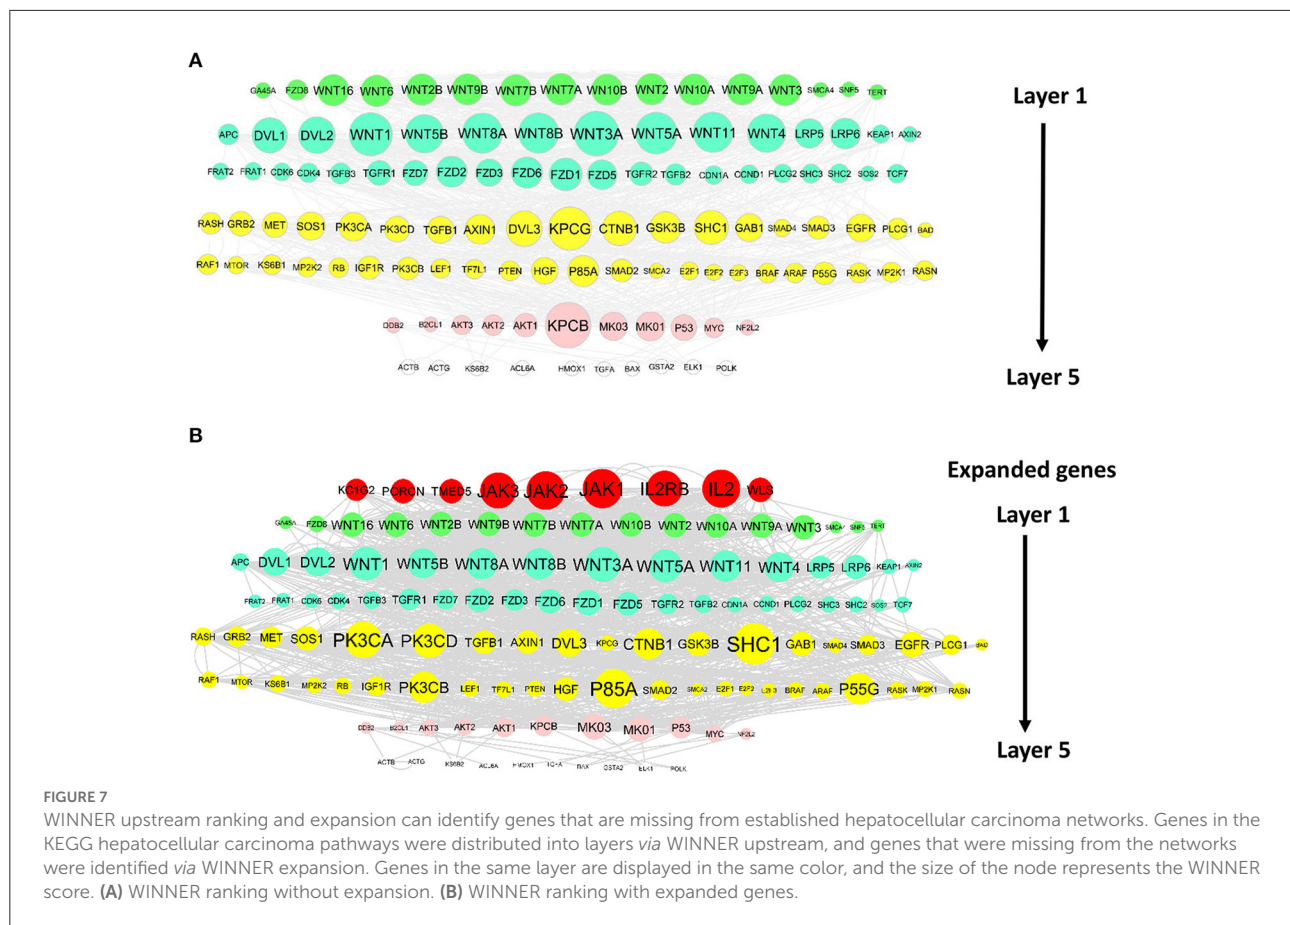 A
GA45A FZD8 WNT16 WNT6 WNT2B WNT9B WNT7B WNT7A WN10B WNT2 WN10A WNT9A WNT3 SMCA4 SNF5 TERT
Layer 1
APC DVL1 DVL2 WNT1 WNT5B WNT8A WNT8B WNT3A WNT5A WNT11 WNT4 LRP5 LRP6 KEAP1 AXIN2
FRAT2 FRAT1 CDK6 CDK4 TGFB3 TGFR1 FZD7 FZD2 FZD3 FZD6 FZD1 FZD5 TGFR2 TGFB2 CDN1A CCND1 PLCG2 SHC3 SHC2 SOS2 TCF7
RASH GRB2 MET SOS1 PK3CA PK3CD TGFB1 AXIN1 DVL3 KPCG CTNB1 GSK3B SHC1 GAB1 SMAD4 SMAD3 EGFR PLCG1 BAD
RAF1 MTOR KS6B1 MP2K2 RB IGF1R PK3CB LEF1 TF7L1 PTEN HGF P85A SMAD2 SMCA2 E2F1 E2F2 E2F3 BRAF ARAF P55G RASK MP2K1 RASN
DDB2 B2CL1 AKT3 AKT2 AKT1 KPCB MK03 MK01 P53 MYC NF2L2
ACTB ACTG KS6B2 ACL6A HMOX1 TGFA BAX GSTA2 ELK1 POLK
Layer 5
B
Expanded genes
KC1G2 PORCN TMED5 JAK3 JAK2 JAK1 IL2RB IL2 WLS
Layer 1
GA45A FZD8 WNT16 WNT6 WNT2B WNT9B WNT7B WNT7A WN10B WNT2 WN10A WNT9A WNT3 SMCA4 SNF5 TERT
APC DVL1 DVL2 WNT1 WNT5B WNT8A WNT8B WNT3A WNT5A WNT11 WNT4 LRP5 LRP6 KEAP1 AXIN2
FRAT2 FRAT1 CDK6 CDK4 TGFB3 TGFR1 FZD7 FZD2 FZD3 FZD6 FZD1 FZD5 TGFR2 TGFB2 CDN1A CCND1 PLCG2 SHC3 SHC2 SOS2 TCF7
RASH GRB2 MET SOS1 PK3CA PK3CD TGFB1 AXIN1 DVL3 KPCG CTNB1 GSK3B SHC1 GAB1 SMAD4 SMAD3 EGFR PLCG1 BAD
RAF1 MTOR KS6B1 MP2K2 RB IGF1R PK3CB LEF1 TF7L1 PTEN HGF P85A SMAD2 SMCA2 E2F1 E2F2 E2F3 BRAF ARAF P55G RASK MP2K1 RASN
DDB2 B2CL1 AKT3 AKT2 AKT1 KPCB MK03 MK01 P53 MYC NF2L2
Layer 5
ACTB ACTG KS6B2 ACL6A HMOX1 TGFA BAX GSTA2 ELK1 POLK
FIGURE 7
WINNER upstream ranking and expansion can identify genes that are missing from established hepatocellular carcinoma networks. Genes in the
KEGG hepatocellular carcinoma pathways were distributed into layers via WINNER upstream, and genes that were missing from the networks
were identified via WINNER expansion. Genes in the same layer are displayed in the same color, and the size of the node represents the WINNER
score. (A) WINNER ranking without expansion. (B) WINNER ranking with expanded genes.